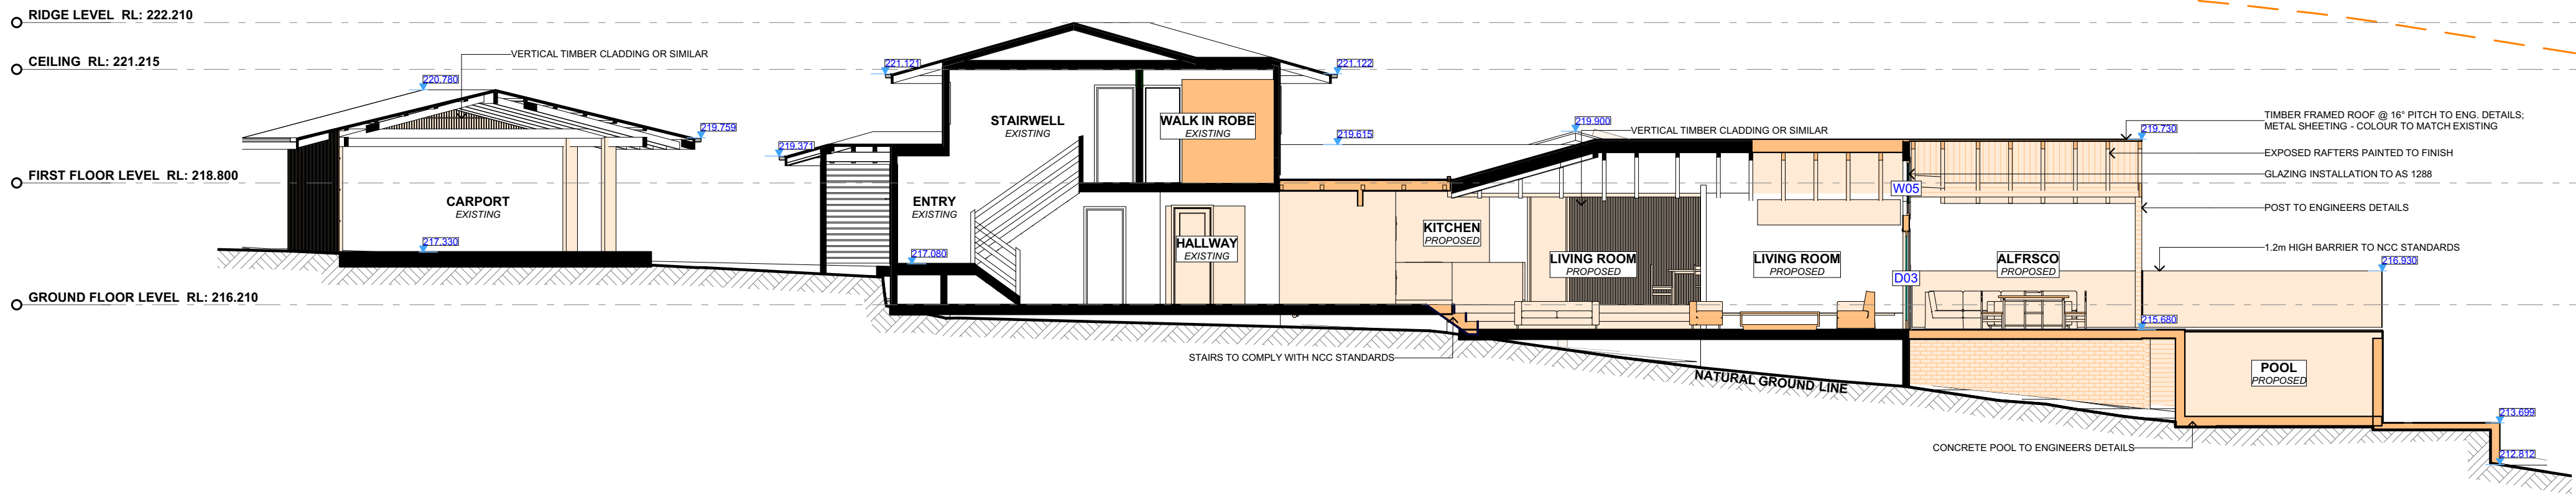 RIDGE LEVEL RL: 222.210
CEILING RL: 221.215
FIRST FLOOR LEVEL RL: 218.800
GROUND FLOOR LEVEL RL: 216.210
VERTICAL TIMBER CLADDING OR SIMILAR
220.780
219.759
CARPORT
EXISTING
217.330
221.121
221.122
219.371
STAIRWELL
EXISTING
WALK IN ROBE
EXISTING
219.615
ENTRY
EXISTING
217.080
HALLWAY
EXISTING
219.900
VERTICAL TIMBER CLADDING OR SIMILAR
KITCHEN
PROPOSED
LIVING ROOM
PROPOSED
LIVING ROOM
PROPOSED
STAIRS TO COMPLY WITH NCC STANDARDS
NATURAL GROUND LINE
W05
D03
219.730
ALFRSCO
PROPOSED
215.680
TIMBER FRAMED ROOF @ 16° PITCH TO ENG. DETAILS;
METAL SHEETING - COLOUR TO MATCH EXISTING
EXPOSED RAFTERS PAINTED TO FINISH
GLAZING INSTALLATION TO AS 1288
POST TO ENGINEERS DETAILS
1.2m HIGH BARRIER TO NCC STANDARDS
216.930
POOL
PROPOSED
213.699
CONCRETE POOL TO ENGINEERS DETAILS
212.812